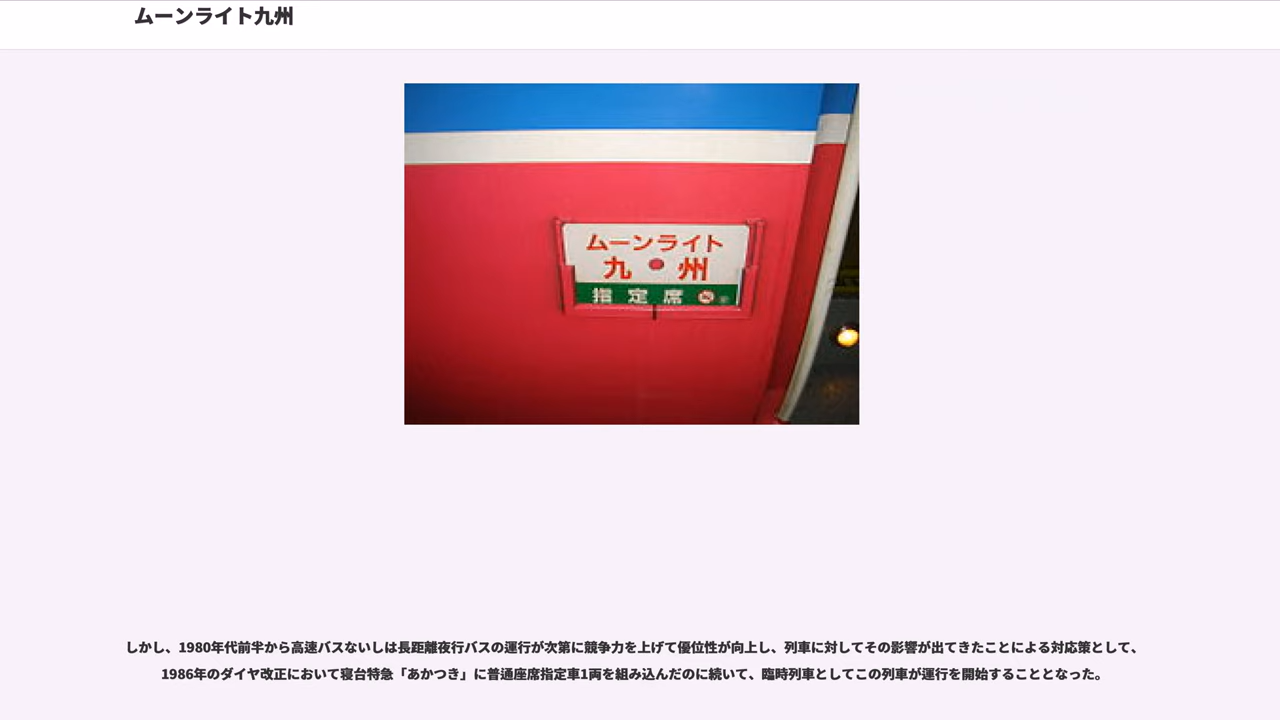 ムーンライト九州
ムーンライト
九州
指定席
しかし、1980年代前半から高速バスないしは長距離夜行バスの運行が次第に競争力を上げて優位性が向上し、列車に対してその影響が出てきたことによる対応策として、
1986年のダイヤ改正において寝台特急「あかつき」に普通座席指定車1両を組み込んだのに続いて、臨時列車としてこの列車が運行を開始することとなった。